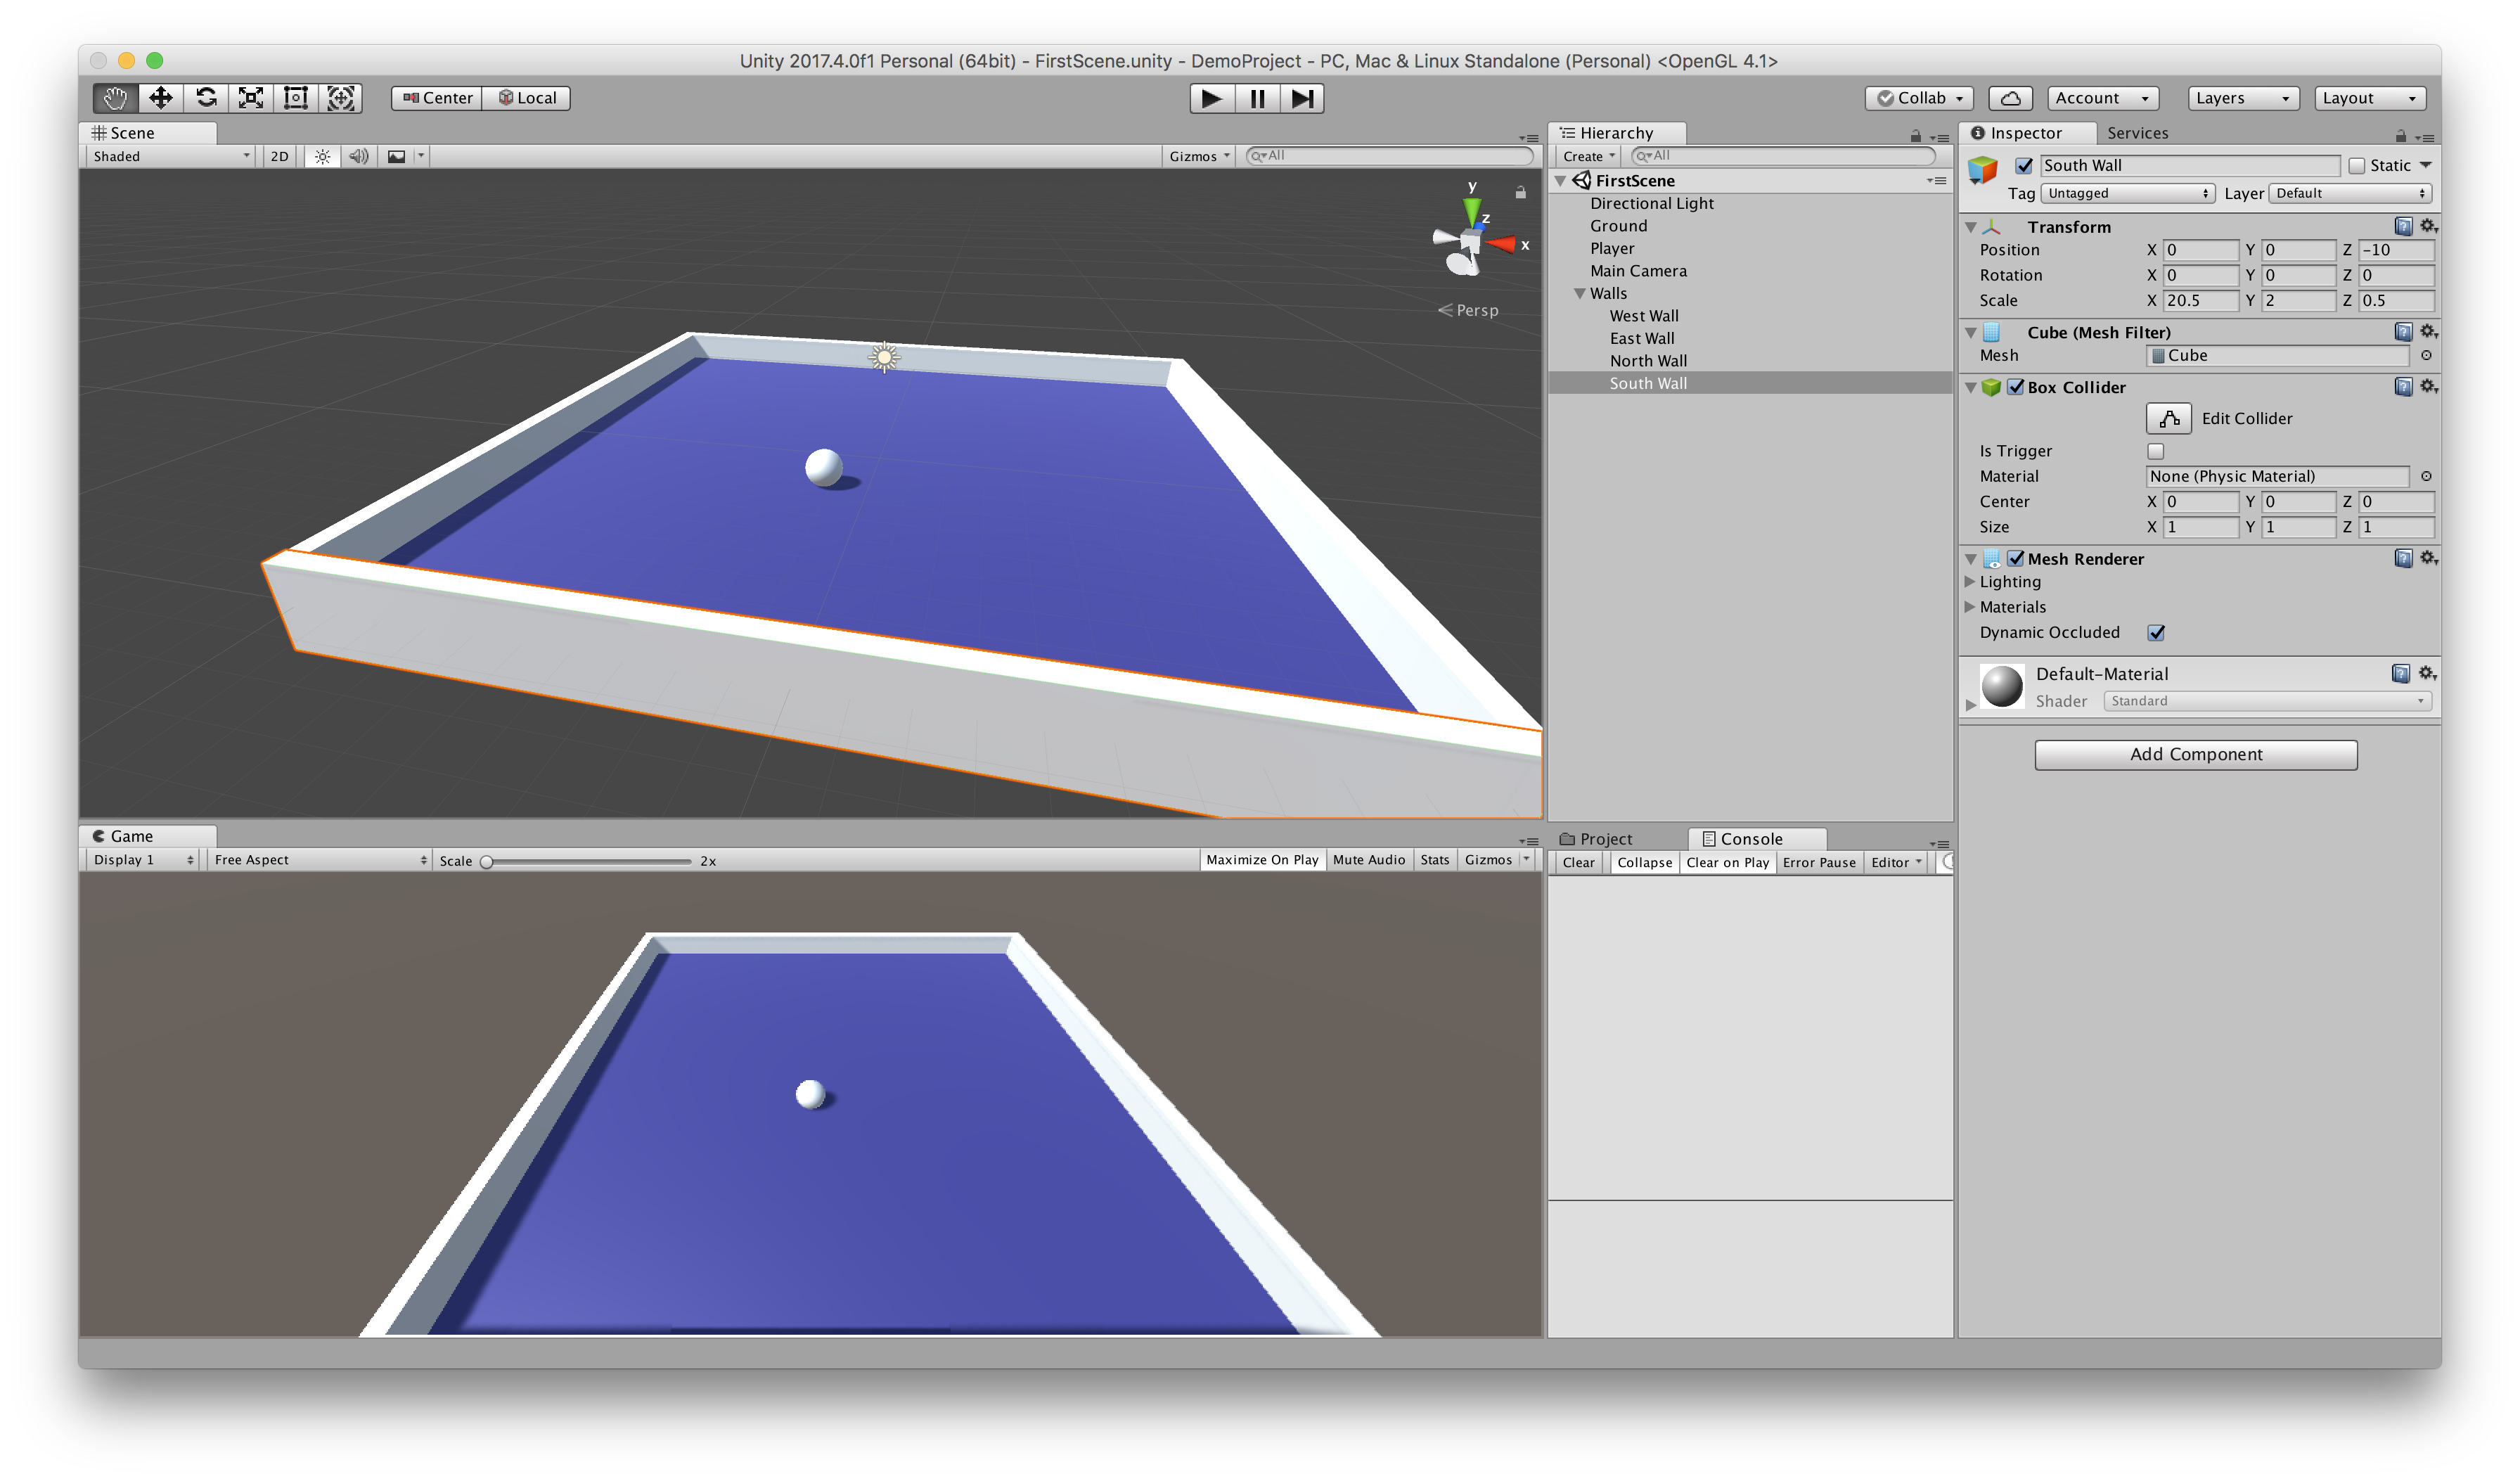 Unity 2017.4.0f1 Personal (64bit) - FirstScene.unity - DemoProject - PC, Mac & Linux Standalone (Personal) <OpenGL 4.1>
Center Local Collab Account Layers Layout
Scene
Shaded 2D Gizmos All
y
z
x
Persp
Hierarchy
Create All
FirstScene
Directional Light
Ground
Player
Main Camera
Walls
West Wall
East Wall
North Wall
South Wall
Inspector Services
South Wall Static
Tag Untagged Layer Default
Transform
Position X 0 Y 0 Z -10
Rotation X 0 Y 0 Z 0
Scale X 20.5 Y 2 Z 0.5
Cube (Mesh Filter)
Mesh Cube
Box Collider
Edit Collider
Is Trigger
Material None (Physic Material)
Center X 0 Y 0 Z 0
Size X 1 Y 1 Z 1
Mesh Renderer
Lighting
Materials
Dynamic Occluded
Default-Material
Shader Standard
Add Component
Game
Display 1 Free Aspect Scale 2x Maximize On Play Mute Audio Stats Gizmos
Project Console
Clear Collapse Clear on Play Error Pause Editor